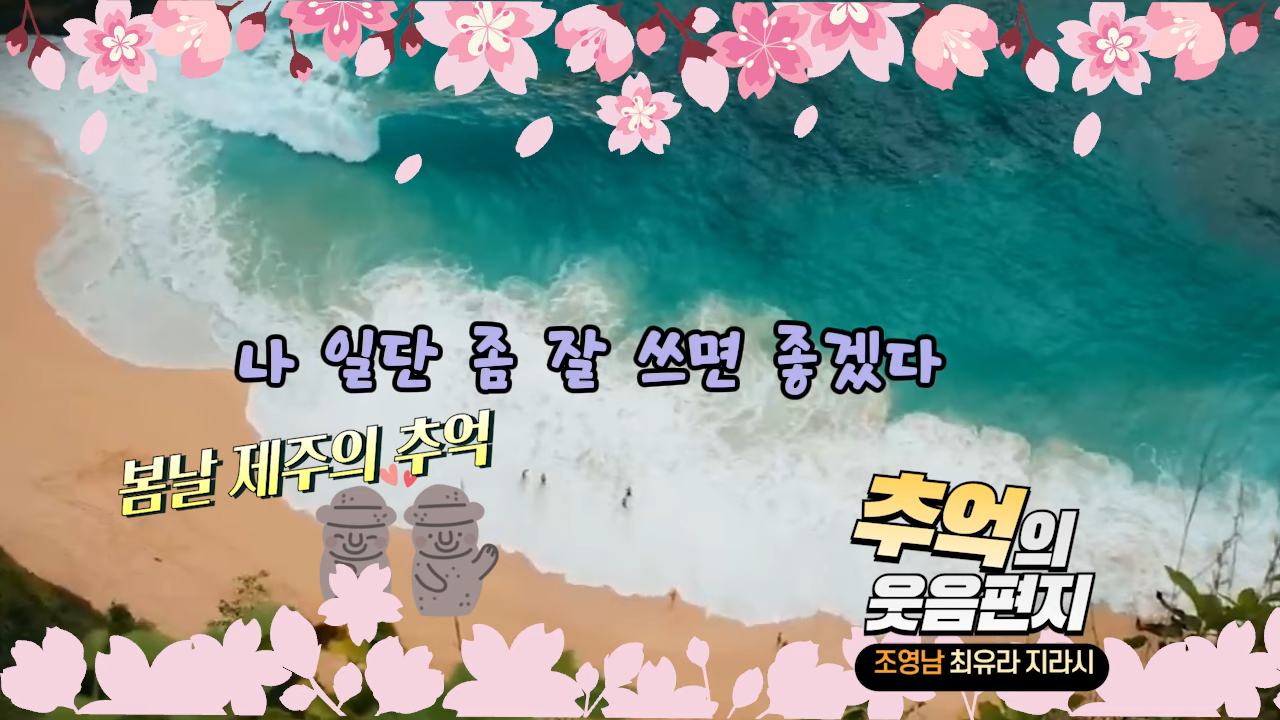 나 일단 좀 잘 쓰면 좋겠다
봄날 제주의 추억
추억의
웃음편지
조영남 최유라 지라시